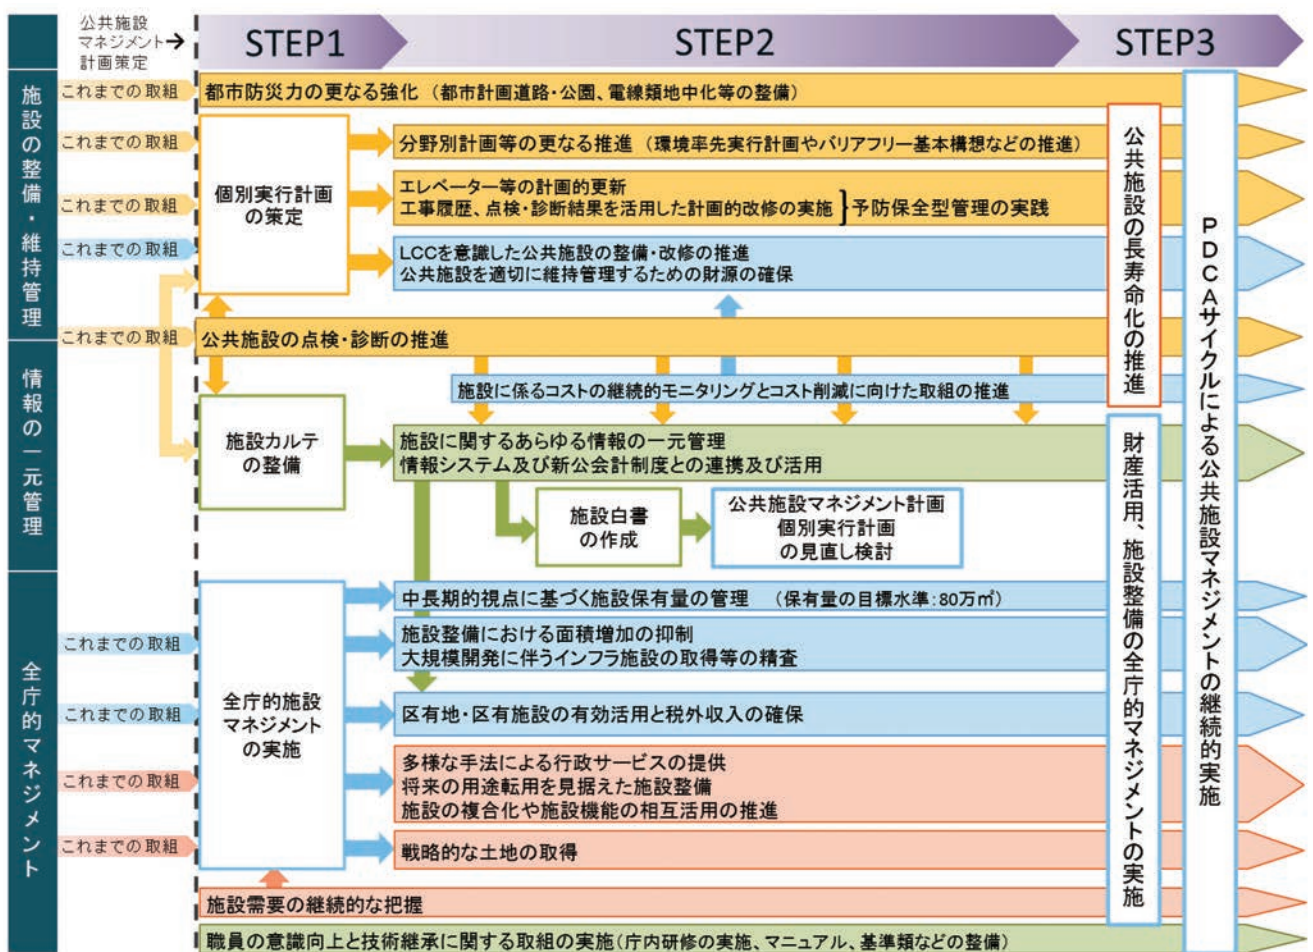 公共施設
マネジメント→
計画策定
STEP1
STEP2
STEP3
施設の整備・維持管理
情報の一元管理
全庁的マネジメント
これまでの取組
都市防災力の更なる強化 (都市計画道路・公園、電線類地中化等の整備)
これまでの取組
個別実行計画
の策定
分野別計画等の更なる推進 (環境率先実行計画やバリアフリー基本構想などの推進)
これまでの取組
エレベーター等の計画的更新
工事履歴、点検・診断結果を活用した計画的改修の実施
}予防保全型管理の実践
これまでの取組
LCCを意識した公共施設の整備・改修の推進
公共施設を適切に維持管理するための財源の確保
これまでの取組
公共施設の点検・診断の推進
施設に係るコストの継続的モニタリングとコスト削減に向けた取組の推進
施設カルテ
の整備
施設に関するあらゆる情報の一元管理
情報システム及び新公会計制度との連携及び活用
施設白書
の作成
公共施設マネジメント計画
個別実行計画
の見直し検討
全庁的施設
マネジメント
の実施
中長期的視点に基づく施設保有量の管理 (保有量の目標水準:80万㎡)
これまでの取組
施設整備における面積増加の抑制
大規模開発に伴うインフラ施設の取得等の精査
これまでの取組
区有地・区有施設の有効活用と税外収入の確保
これまでの取組
多様な手法による行政サービスの提供
将来の用途転用を見据えた施設整備
施設の複合化や施設機能の相互活用の推進
これまでの取組
戦略的な土地の取得
施設需要の継続的な把握
職員の意識向上と技術継承に関する取組の実施(庁内研修の実施、マニュアル、基準類などの整備)
公共施設の長寿命化の推進
財産活用、施設整備の全庁的マネジメントの実施
PDCAサイクルによる公共施設マネジメントの継続的実施